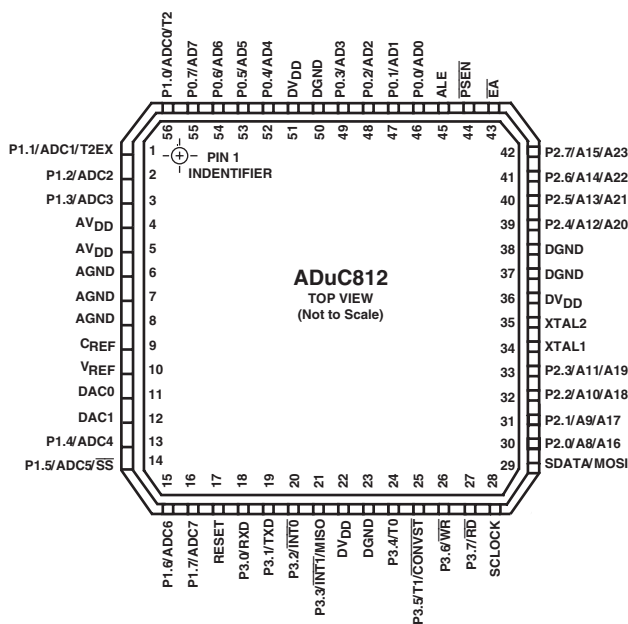 P1.0/ADC0/T2
P0.7/AD7
P0.6/AD6
P0.5/AD5
P0.4/AD4
DVDD
DGND
P0.3/AD3
P0.2/AD2
P0.1/AD1
P0.0/AD0
ALE
PSEN
EA
56
55
54
53
52
51
50
49
48
47
46
45
44
43
P1.1/ADC1/T2EX 1
P1.2/ADC2 2
P1.3/ADC3 3
AVDD 4
AVDD 5
AGND 6
AGND 7
AGND 8
CREF 9
VREF 10
DAC0 11
DAC1 12
P1.4/ADC4 13
P1.5/ADC5/SS 14
PIN 1
INDENTIFIER
ADuC812
TOP VIEW
(Not to Scale)
42 P2.7/A15/A23
41 P2.6/A14/A22
40 P2.5/A13/A21
39 P2.4/A12/A20
38 DGND
37 DGND
36 DVDD
35 XTAL2
34 XTAL1
33 P2.3/A11/A19
32 P2.2/A10/A18
31 P2.1/A9/A17
30 P2.0/A8/A16
29 SDATA/MOSI
15
16
17
18
19
20
21
22
23
24
25
26
27
28
P1.6/ADC6
P1.7/ADC7
RESET
P3.0/RXD
P3.1/TXD
P3.2/INT0
P3.3/INT1/MISO
DVDD
DGND
P3.4/T0
P3.5/T1/CONVST
P3.6/WR
P3.7/RD
SCLOCK